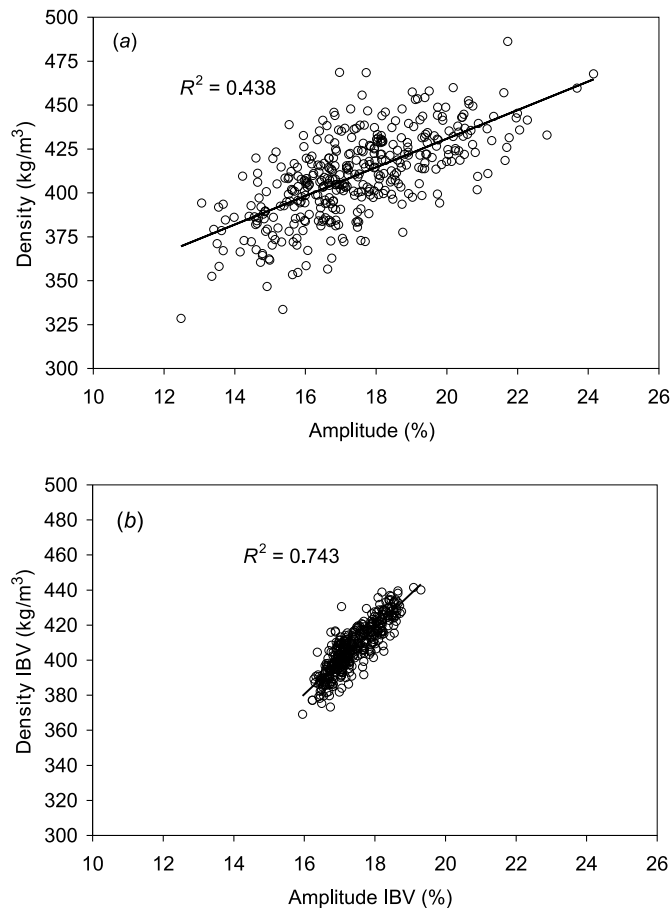 (a)
R² = 0.438
Density (kg/m³)
500
475
450
425
400
375
350
325
300
10 12 14 16 18 20 22 24 26
Amplitude (%)
(b)
R² = 0.743
Density IBV (kg/m³)
500
480
460
440
420
400
380
360
340
320
300
10 12 14 16 18 20 22 24 26
Amplitude IBV (%)